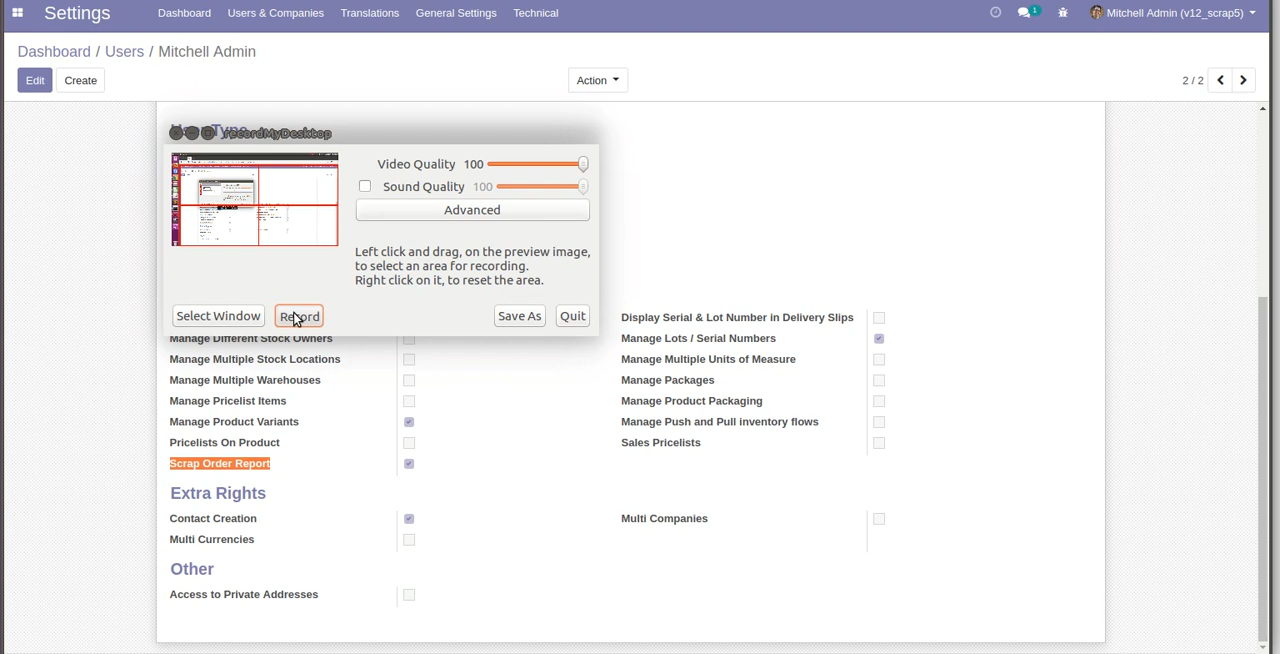 Settings Dashboard Users & Companies Translations General Settings Technical 1 Mitchell Admin (v12_scrap5)
Dashboard / Users / Mitchell Admin
Edit Create Action 2 / 2
User Type
recordMyDesktop
Video Quality 100
Sound Quality 100
Advanced
Left click and drag, on the preview image,
to select an area for recording.
Right click on it, to reset the area.
Select Window Record Save As Quit
Display Serial & Lot Number in Delivery Slips
Manage Different Stock Owners Manage Lots / Serial Numbers
Manage Multiple Stock Locations Manage Multiple Units of Measure
Manage Multiple Warehouses Manage Packages
Manage Pricelist Items Manage Product Packaging
Manage Product Variants Manage Push and Pull inventory flows
Pricelists On Product Sales Pricelists
Scrap Order Report
Extra Rights
Contact Creation Multi Companies
Multi Currencies
Other
Access to Private Addresses